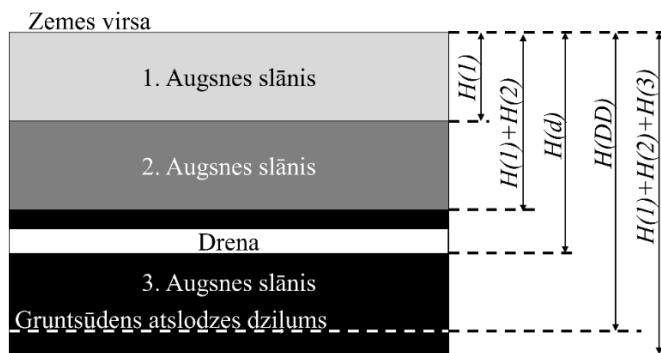 Zemes virsa
1. Augsnes slānis
2. Augsnes slānis
Drena
3. Augsnes slānis
Gruntsūdens atslodzes dziļums
H(1)
H(1)+H(2)
H(d)
H(DD)
H(1)+H(2)+H(3)